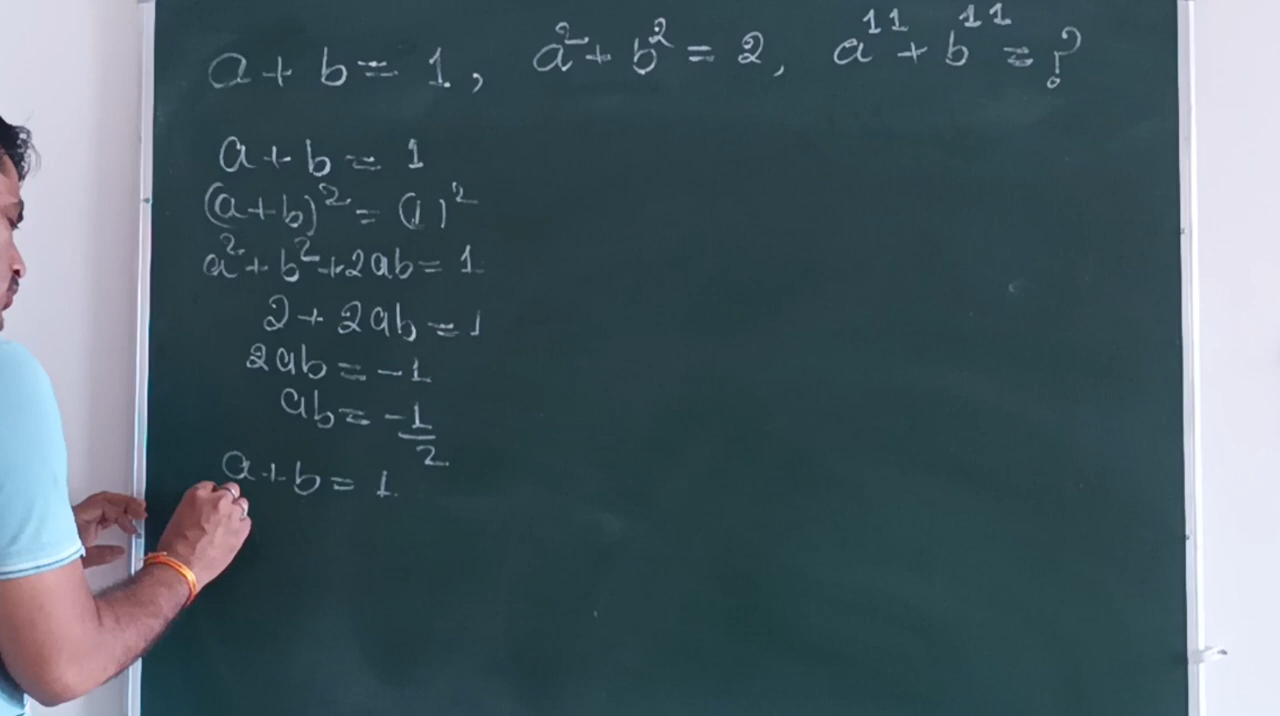 a + b = 1, a² + b² = 2, a¹¹ + b¹¹ = ?
a + b = 1
(a + b)² = (1)²
a² + b² + 2ab = 1
2 + 2ab = 1
2ab = -1
ab = -1/2
a + b = 1